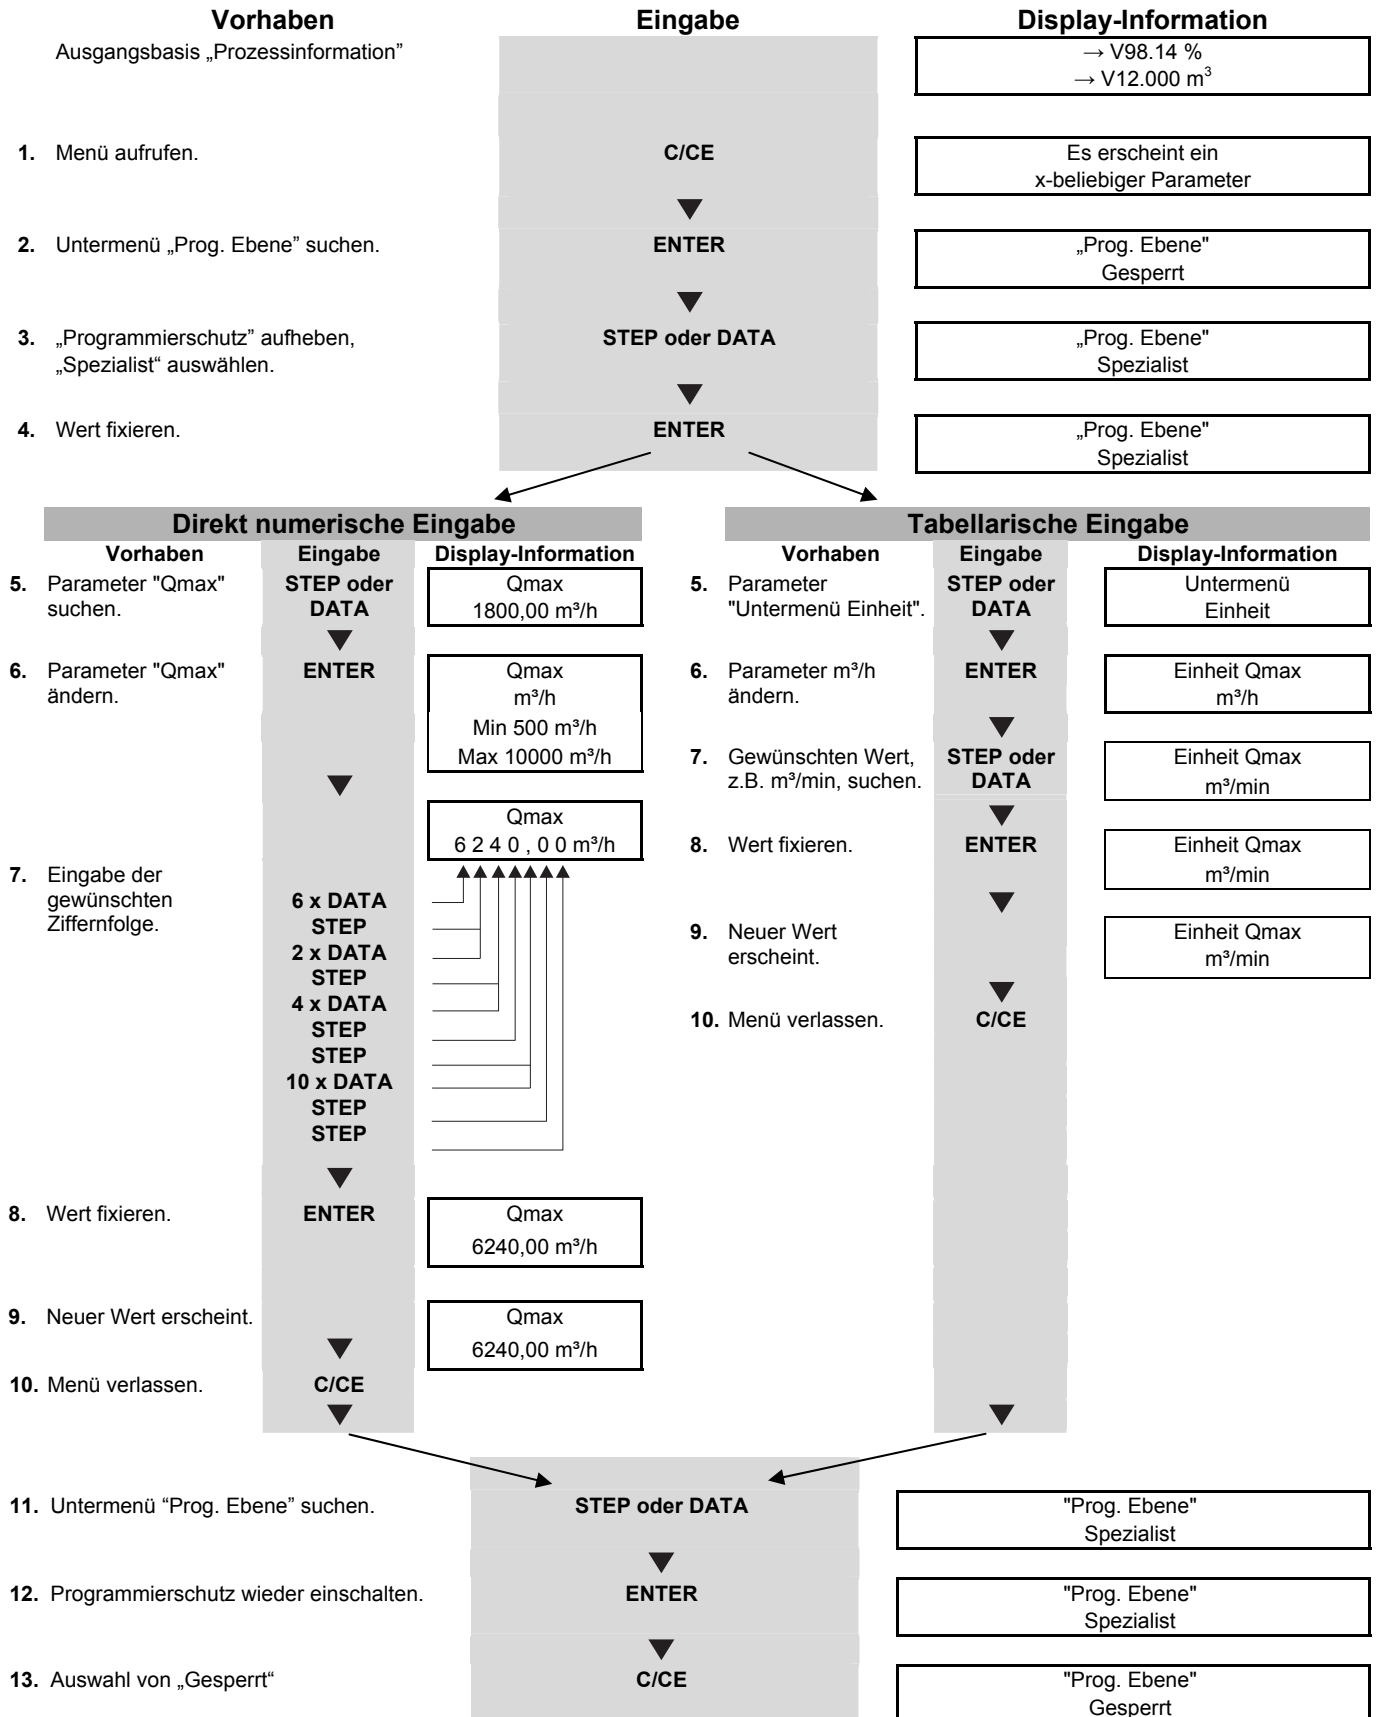 Vorhaben Eingabe Display-Information
Ausgangsbasis „Prozessinformation”
→ V98.14 %
→ V12.000 m³
1. Menü aufrufen. C/CE Es erscheint ein
x-beliebiger Parameter
2. Untermenü „Prog. Ebene” suchen. ENTER „Prog. Ebene"
Gesperrt
3. „Programmierschutz” aufheben, STEP oder DATA „Prog. Ebene"
„Spezialist“ auswählen. Spezialist
4. Wert fixieren. ENTER „Prog. Ebene"
Spezialist
Direkt numerische Eingabe
Vorhaben Eingabe Display-Information
5. Parameter "Qmax" STEP oder Qmax
suchen. DATA 1800,00 m³/h
6. Parameter "Qmax" ENTER Qmax
ändern. m³/h
Min 500 m³/h
Max 10000 m³/h
Qmax
6 2 4 0 , 0 0 m³/h
7. Eingabe der
gewünschten
Ziffernfolge.
6 x DATA
STEP
2 x DATA
STEP
4 x DATA
STEP
STEP
10 x DATA
STEP
STEP
8. Wert fixieren. ENTER Qmax
6240,00 m³/h
9. Neuer Wert erscheint. Qmax
6240,00 m³/h
10. Menü verlassen. C/CE
Tabellarische Eingabe
Vorhaben Eingabe Display-Information
5. Parameter STEP oder Untermenü
"Untermenü Einheit". DATA Einheit
6. Parameter m³/h ENTER Einheit Qmax
ändern. m³/h
7. Gewünschten Wert, STEP oder Einheit Qmax
z.B. m³/min, suchen. DATA m³/min
8. Wert fixieren. ENTER Einheit Qmax
m³/min
9. Neuer Wert Einheit Qmax
erscheint. m³/min
10. Menü verlassen. C/CE
11. Untermenü “Prog. Ebene” suchen. STEP oder DATA "Prog. Ebene"
Spezialist
12. Programmierschutz wieder einschalten. ENTER "Prog. Ebene"
Spezialist
13. Auswahl von „Gesperrt“ C/CE "Prog. Ebene"
Gesperrt